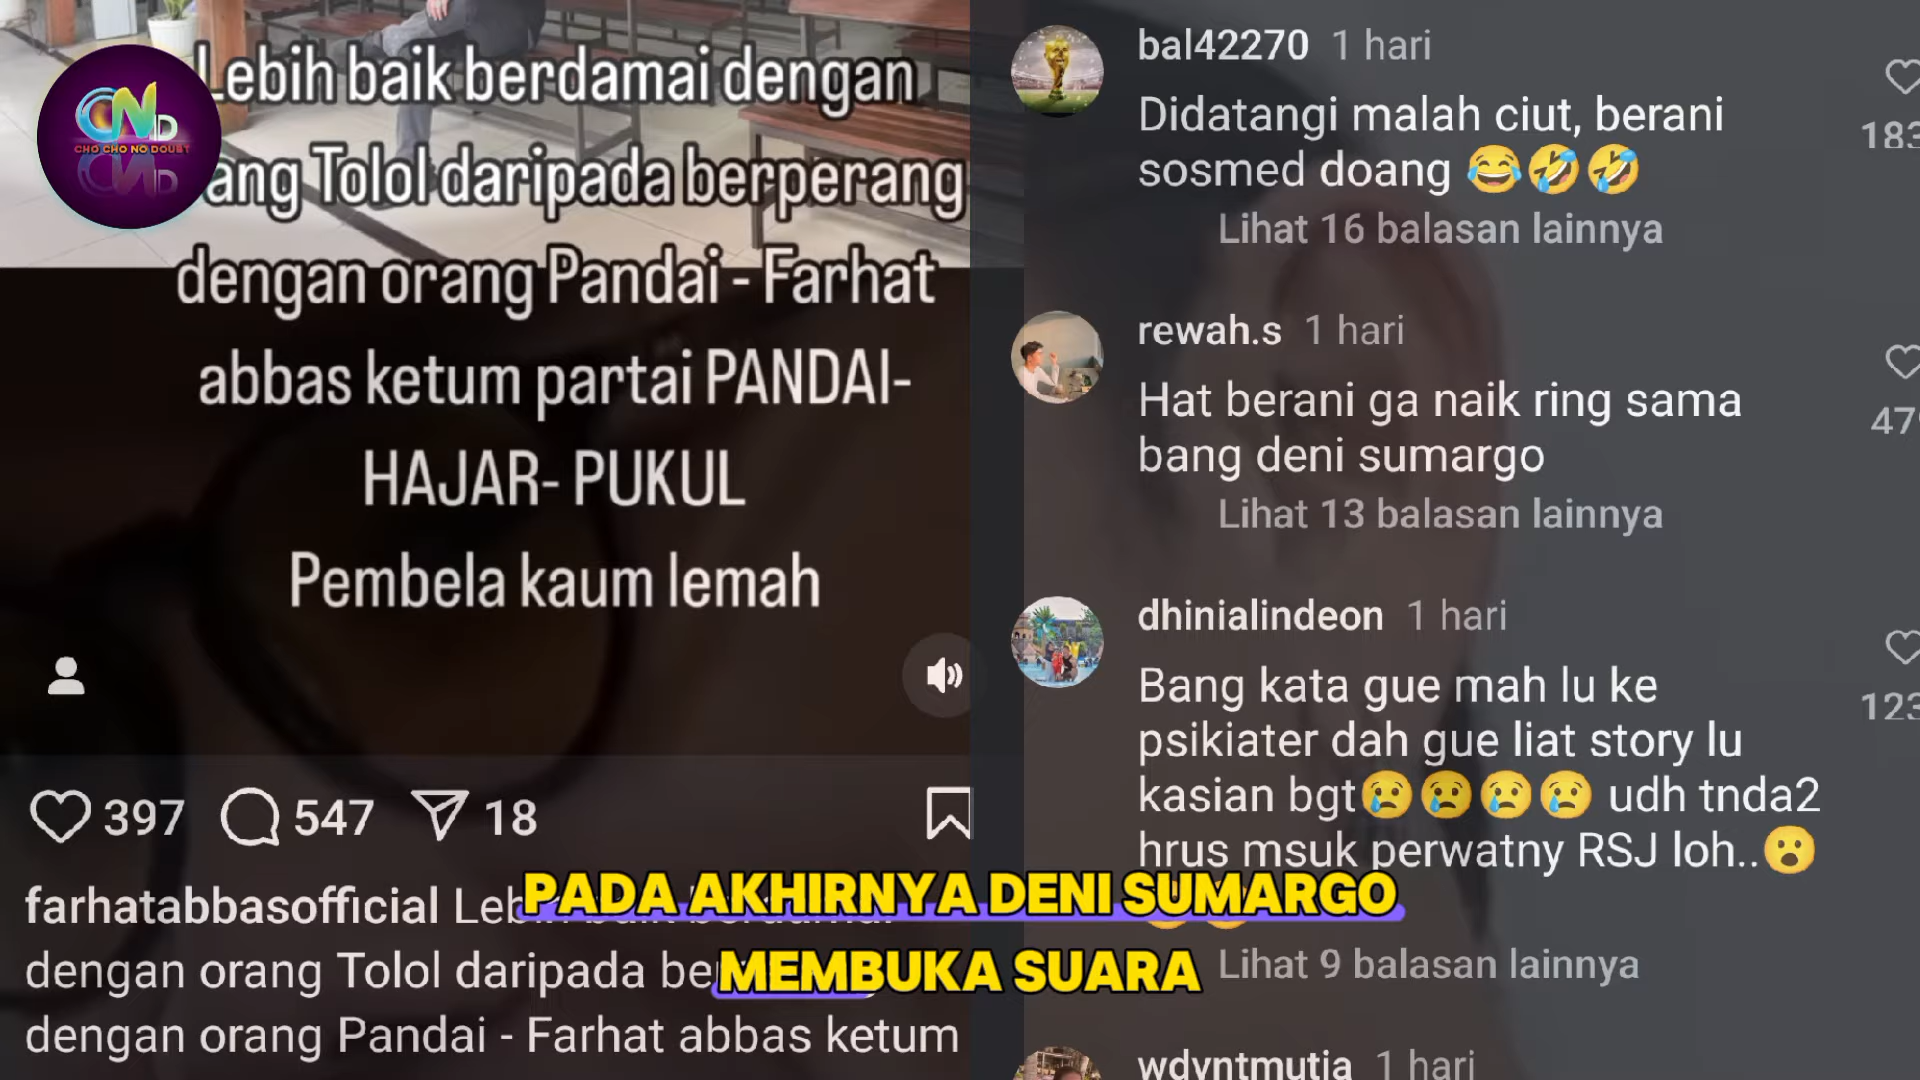 Lebih baik berdamai dengan
ang Tolol daripada berperang
dengan orang Pandai - Farhat
abbas ketum partai PANDAI-
HAJAR- PUKUL
Pembela kaum lemah
CND
CHO CHO NO DOUBT
397 547 18
farhatabbasofficial Leb
dengan orang Tolol daripada be
dengan orang Pandai - Farhat abbas ketum
bal42270 1 hari
Didatangi malah ciut, berani
sosmed doang 😂🤣🤣
183
Lihat 16 balasan lainnya
rewah.s 1 hari
Hat berani ga naik ring sama
bang deni sumargo
47
Lihat 13 balasan lainnya
dhinialindeon 1 hari
Bang kata gue mah lu ke
psikiater dah gue liat story lu
kasian bgt😢😢😢😢 udh tnda2
hrus msuk perwatny RSJ loh..😮
123
Lihat 9 balasan lainnya
wdyntmutia 1 hari
PADA AKHIRNYA DENI SUMARGO
MEMBUKA SUARA